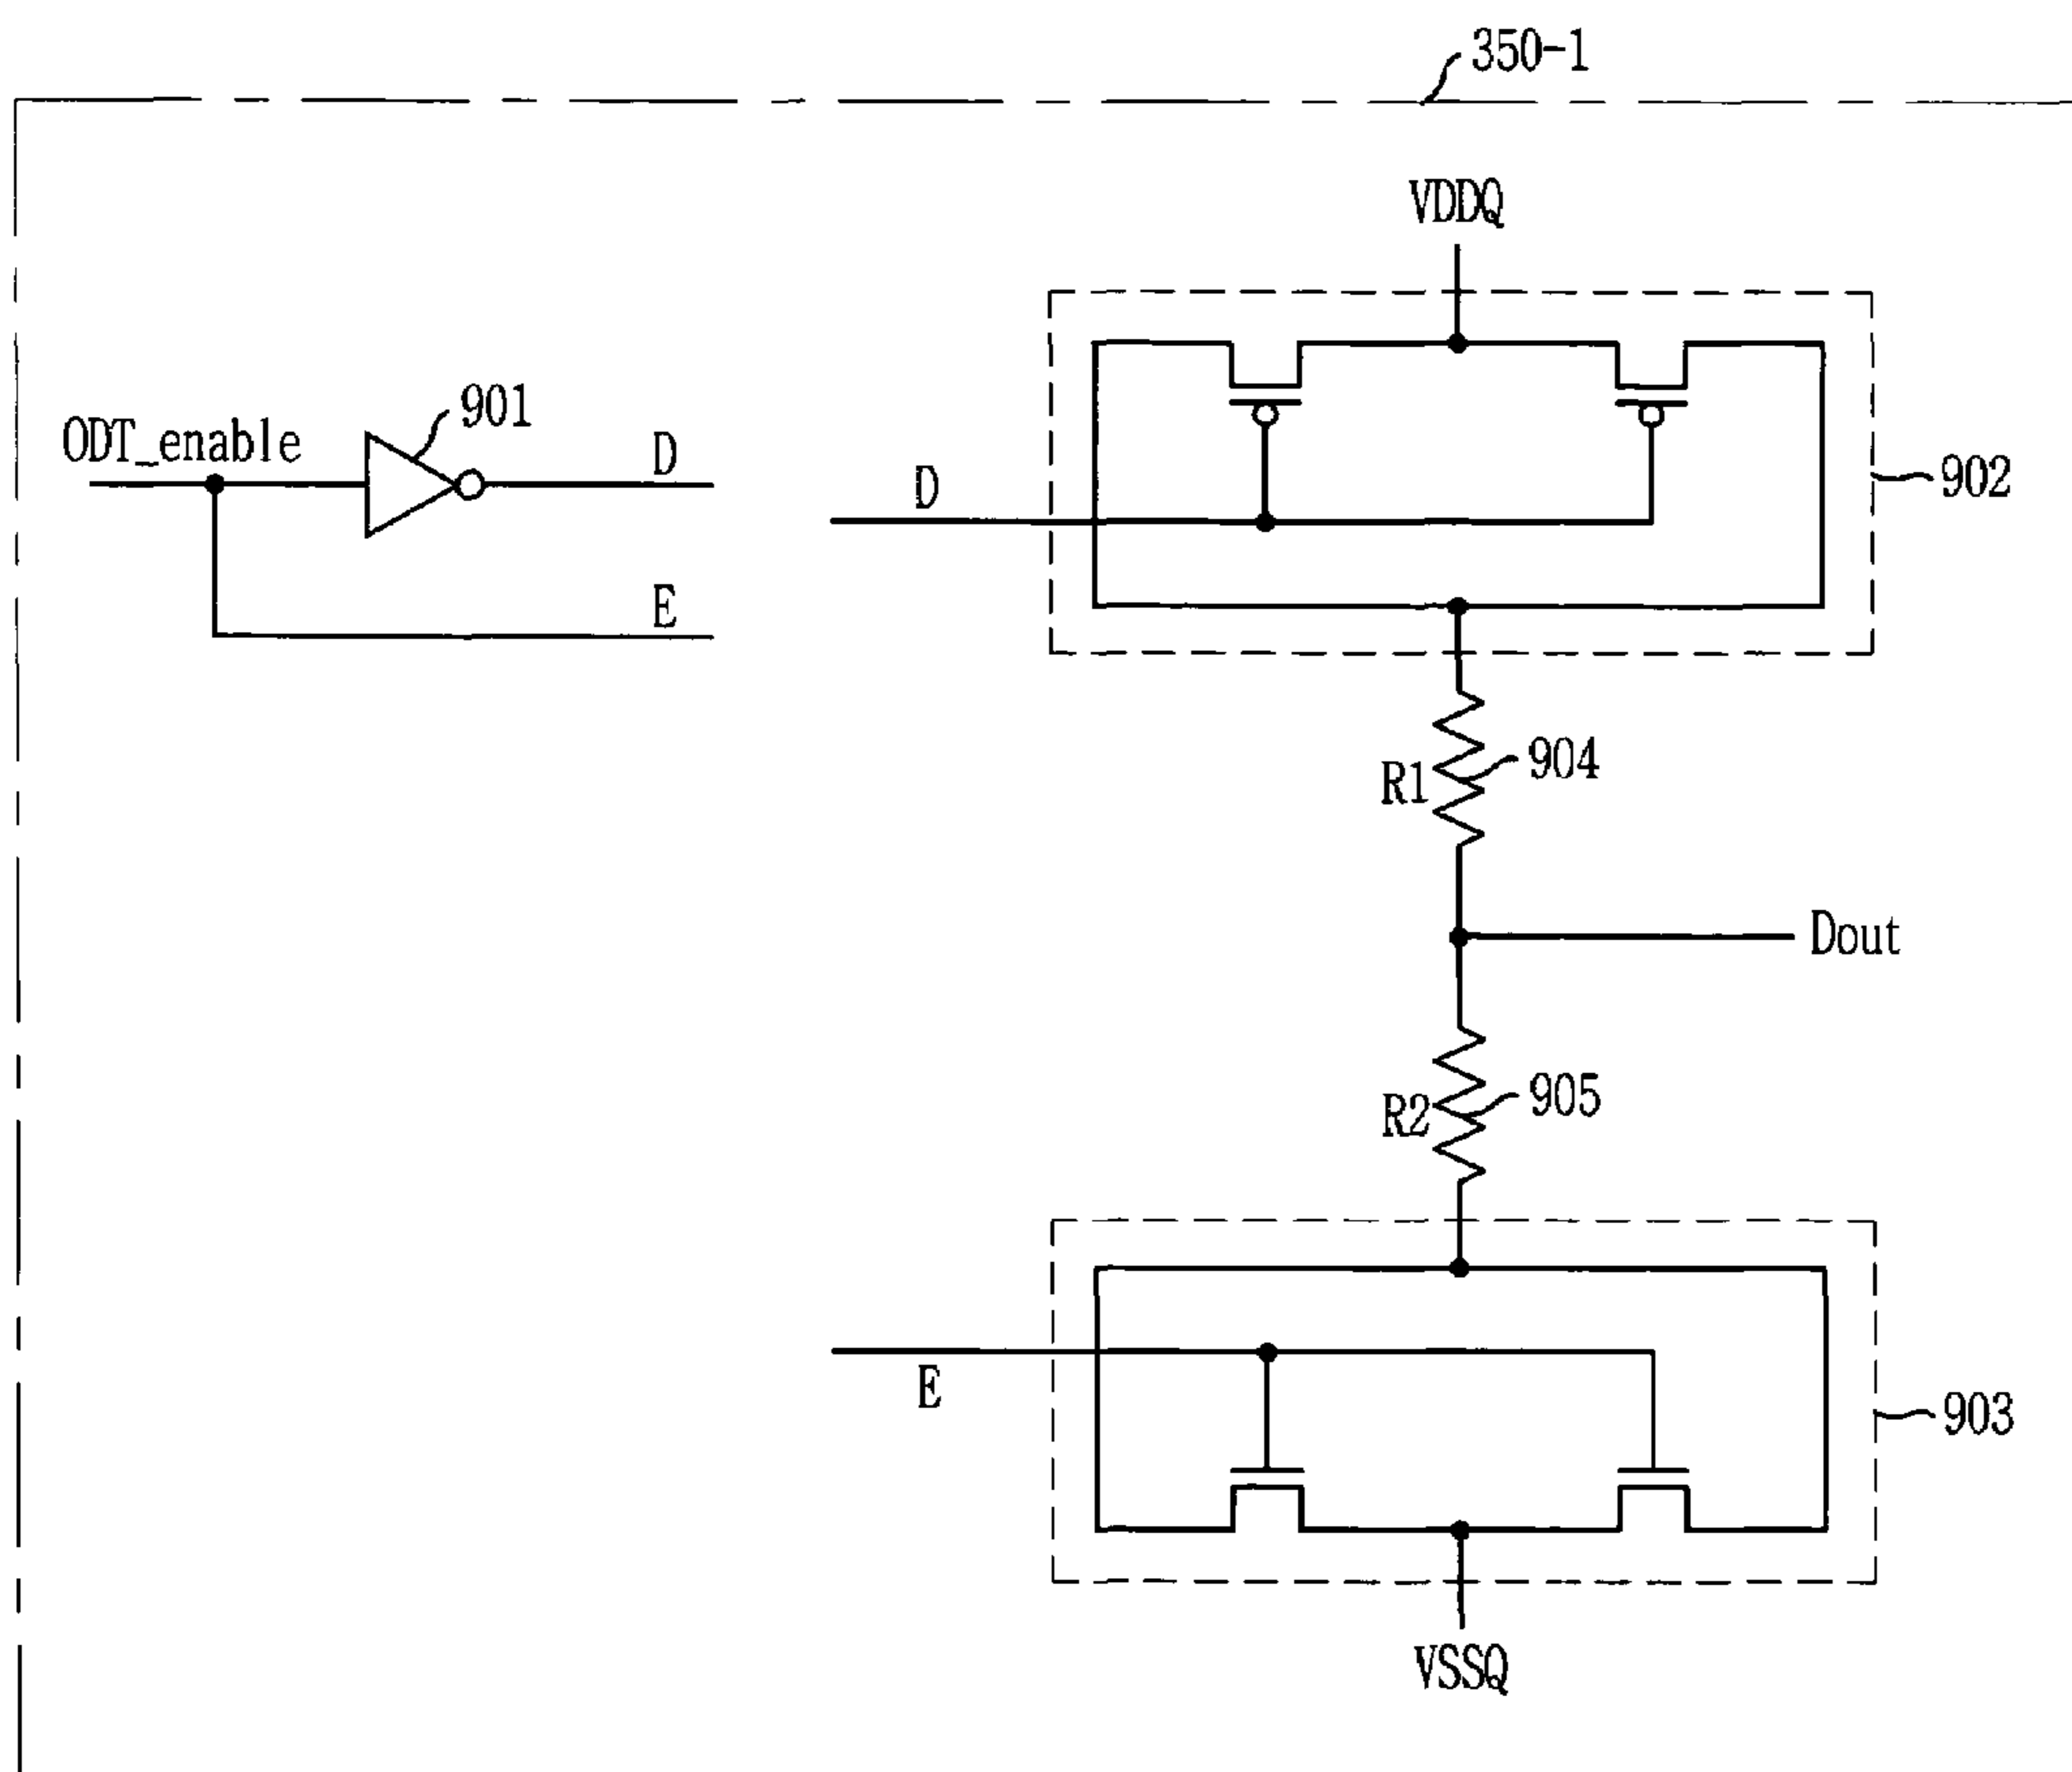 350-1
VDDQ
901
ODT_enable
D
D
902
E
904
R1
Dout
905
R2
E
903
VSSQ